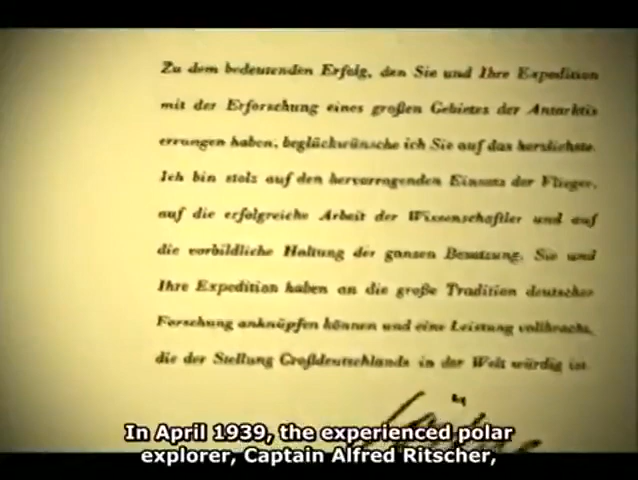 Zu dem bedeutenden Erfolg, den Sie und Ihre Expedition
mit der Erforschung eines großen Gebietes der Antarktis
errungen haben, beglückwünsche ich Sie auf das herzlichste.
Ich bin stolz auf den hervorragenden Einsatz der Flieger,
auf die erfolgreiche Arbeit der Wissenschaftler und auf
die vorbildliche Haltung der ganzen Besatzung. Sie und
Ihre Expedition haben an die große Tradition deutscher
Forschung anknüpfen können und eine Leistung vollbracht,
die der Stellung Großdeutschlands in der Welt würdig ist.
In April 1939, the experienced polar
explorer, Captain Alfred Ritscher,